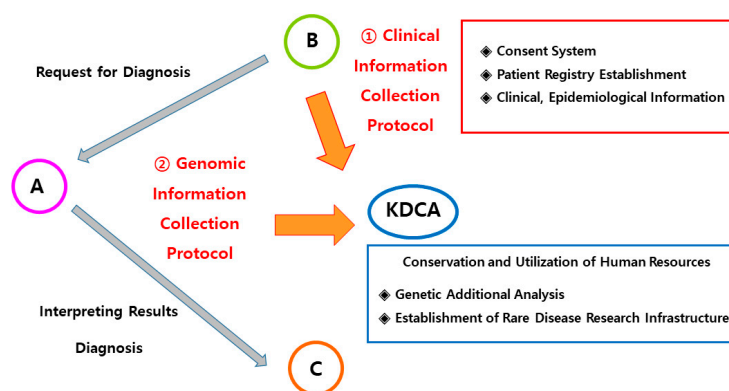 B
① Clinical
Information
Collection
Protocol
◈ Consent System
◈ Patient Registry Establishment
◈ Clinical, Epidemiological Information
Request for Diagnosis
A
② Genomic
Information
Collection
Protocol
KDCA
Conservation and Utilization of Human Resources
◈ Genetic Additional Analysis
◈ Establishment of Rare Disease Research Infrastructure
Interpreting Results
Diagnosis
C